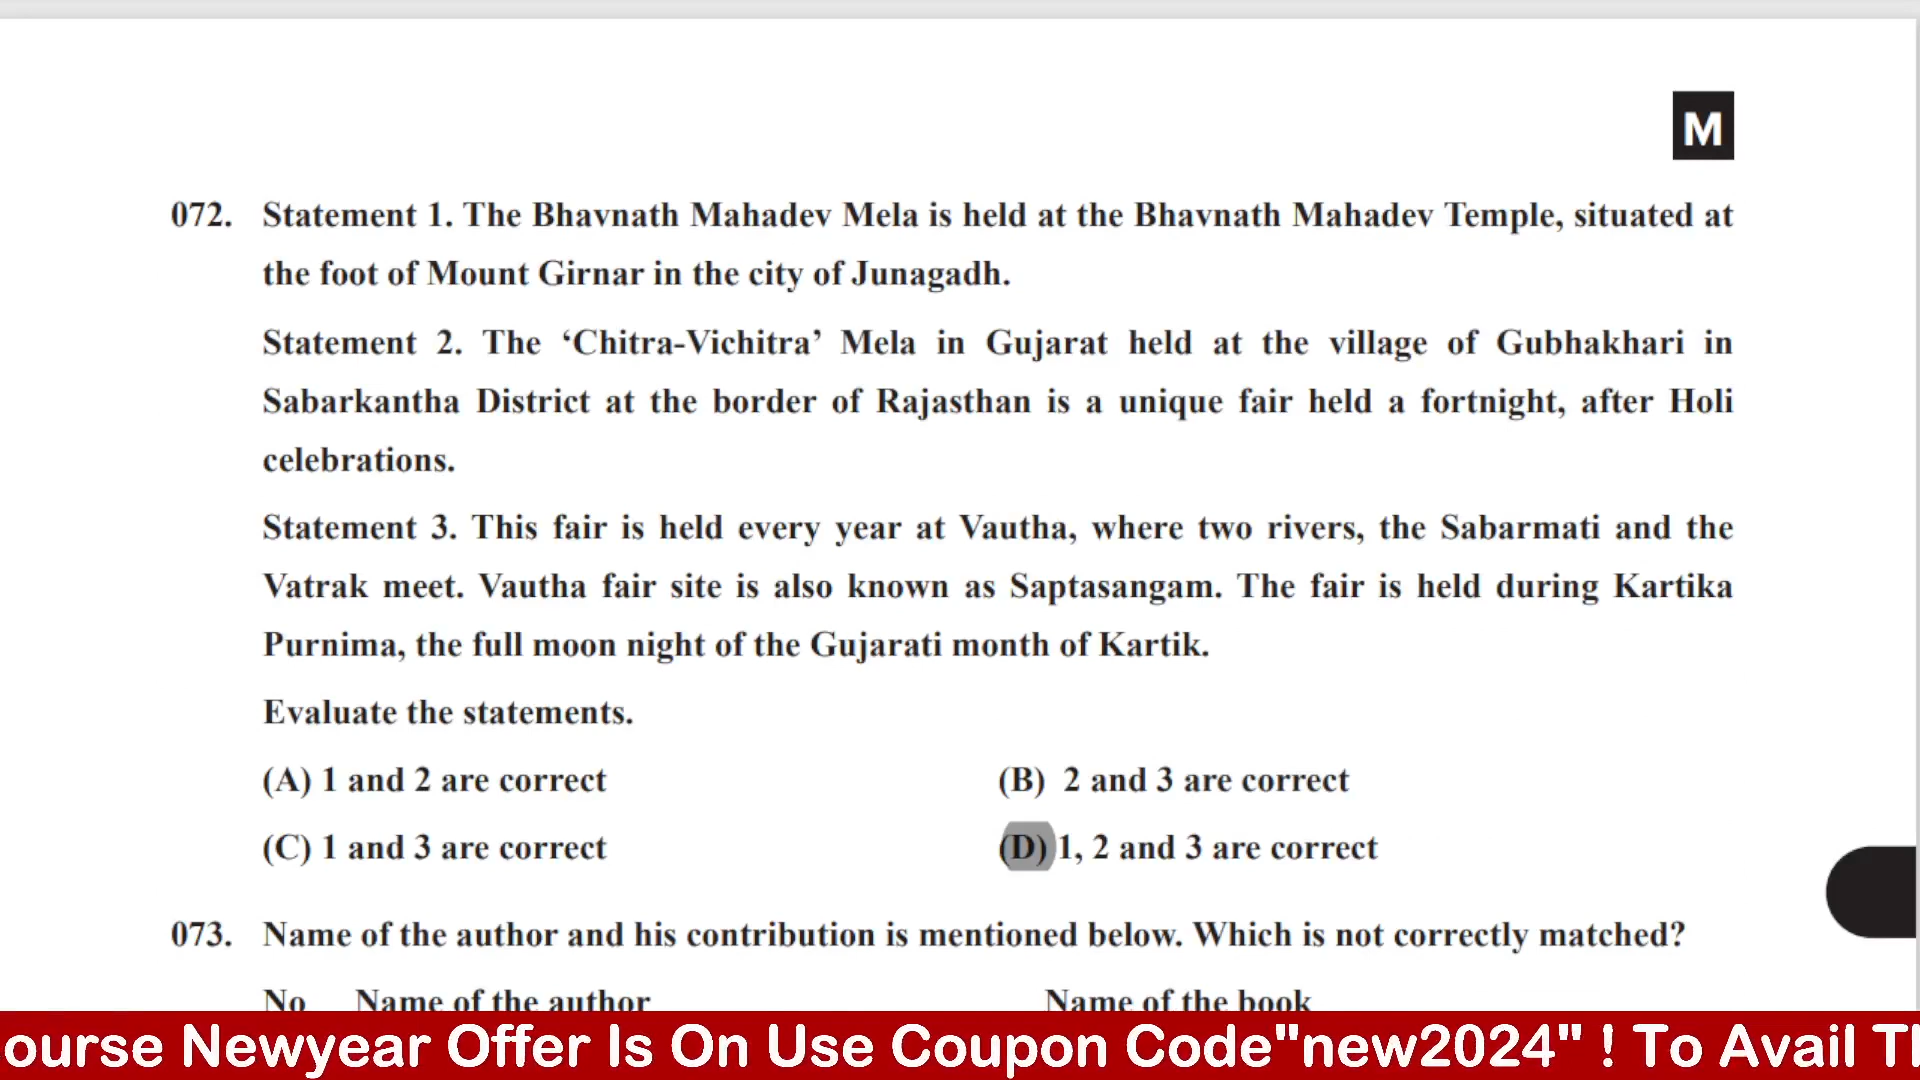 M
072. Statement 1. The Bhavnath Mahadev Mela is held at the Bhavnath Mahadev Temple, situated at
the foot of Mount Girnar in the city of Junagadh.
Statement 2. The ‘Chitra-Vichitra’ Mela in Gujarat held at the village of Gubhakhari in
Sabarkantha District at the border of Rajasthan is a unique fair held a fortnight, after Holi
celebrations.
Statement 3. This fair is held every year at Vautha, where two rivers, the Sabarmati and the
Vatrak meet. Vautha fair site is also known as Saptasangam. The fair is held during Kartika
Purnima, the full moon night of the Gujarati month of Kartik.
Evaluate the statements.
(A) 1 and 2 are correct (B) 2 and 3 are correct
(C) 1 and 3 are correct (D) 1, 2 and 3 are correct
073. Name of the author and his contribution is mentioned below. Which is not correctly matched?
No Name of the author Name of the book
ourse Newyear Offer Is On Use Coupon Code"new2024" ! To Avail